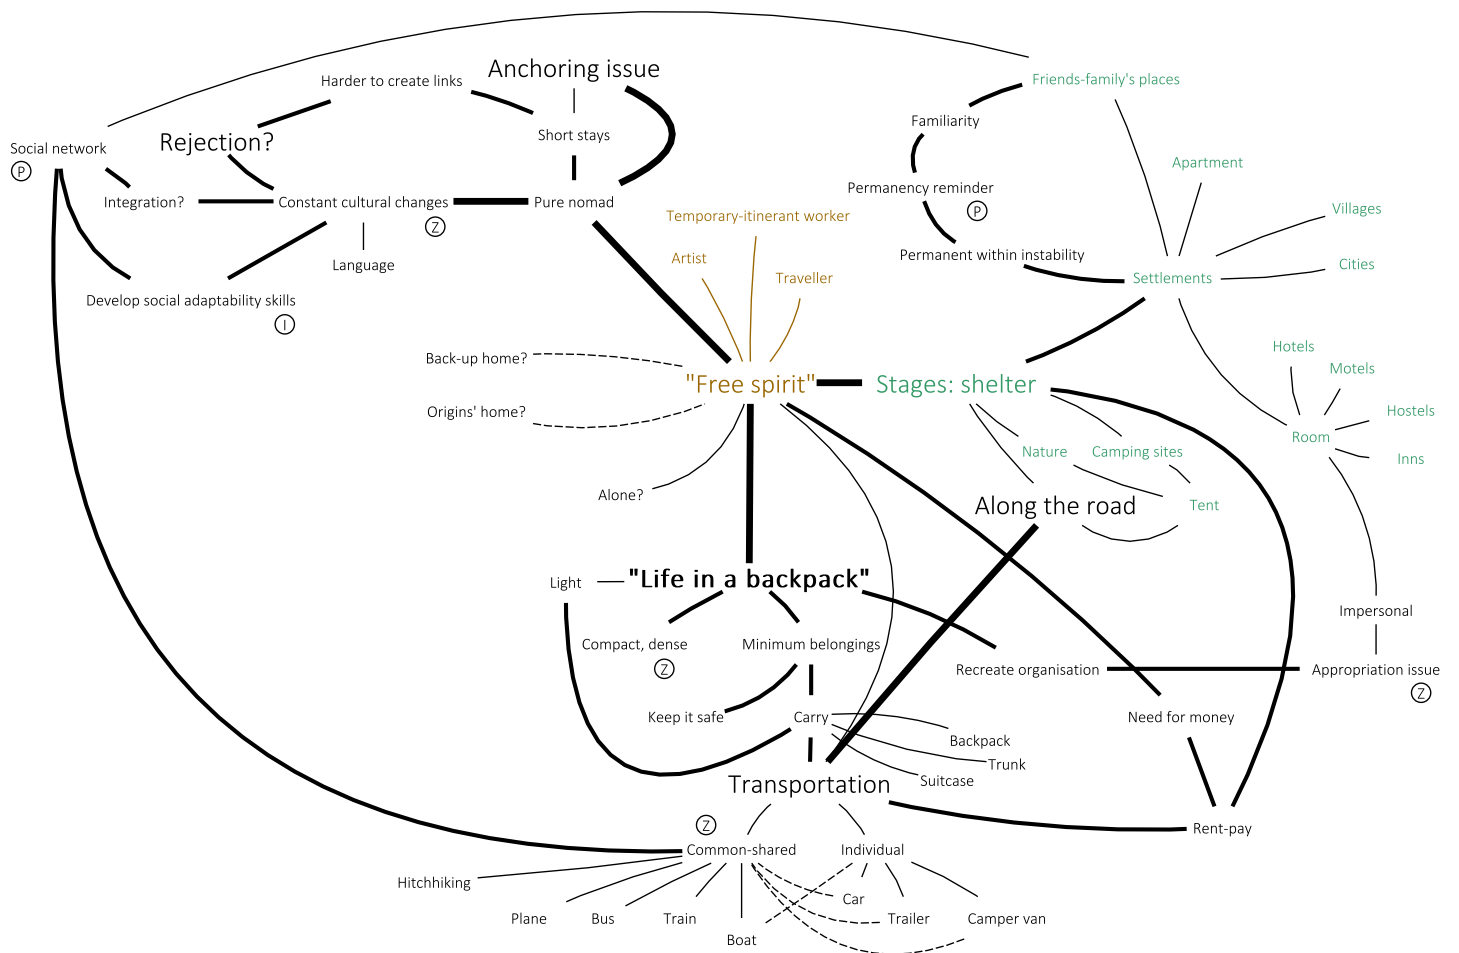 Anchoring issue
Harder to create links
Friends-family's places
Familiarity
Short stays
Rejection?
Social network
P
Apartment
Permanency reminder
P
Integration?
Constant cultural changes
Z
Pure nomad
Villages
Temporary-itinerant worker
Permanent within instability
Artist
Language
Cities
Traveller
Settlements
Develop social adaptability skills
I
Hotels
Back-up home?
Motels
"Free spirit"
Stages: shelter
Origins' home?
Hostels
Room
Nature
Camping sites
Inns
Alone?
Along the road
Tent
Light
"Life in a backpack"
Impersonal
Compact, dense
Z
Minimum belongings
Recreate organisation
Appropriation issue
Z
Keep it safe
Carry
Need for money
Backpack
Trunk
Suitcase
Transportation
Z
Rent-pay
Common-shared
Individual
Hitchhiking
Car
Plane
Bus
Train
Trailer
Camper van
Boat